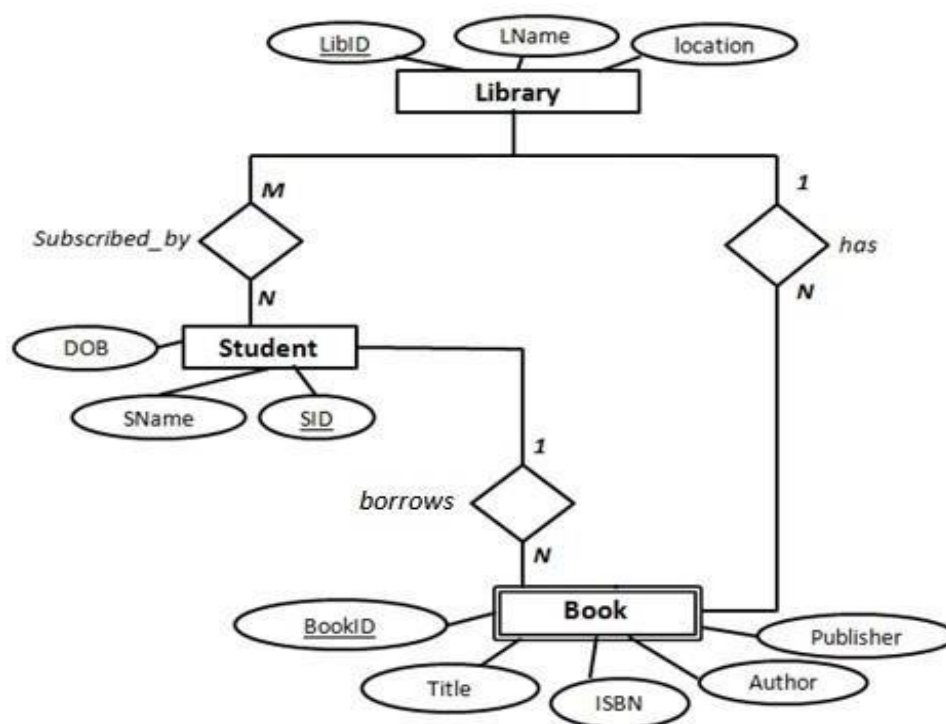 LibID
LName
location
Library
M
1
Subscribed_by
has
N
N
DOB
Student
SName
SID
1
borrows
N
BookID
Book
Publisher
Title
ISBN
Author